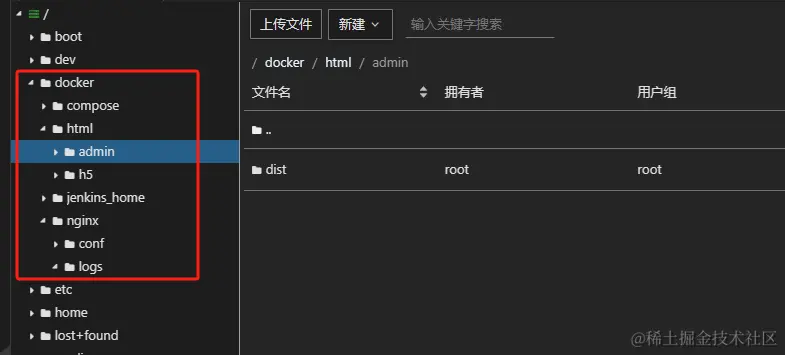 /
boot
dev
docker
compose
html
admin
h5
jenkins_home
nginx
conf
logs
etc
home
lost+found
上传文件 新建 输入关键字搜索
/ docker / html / admin
文件名 拥有者 用户组
..
dist root root
@稀土掘金技术社区